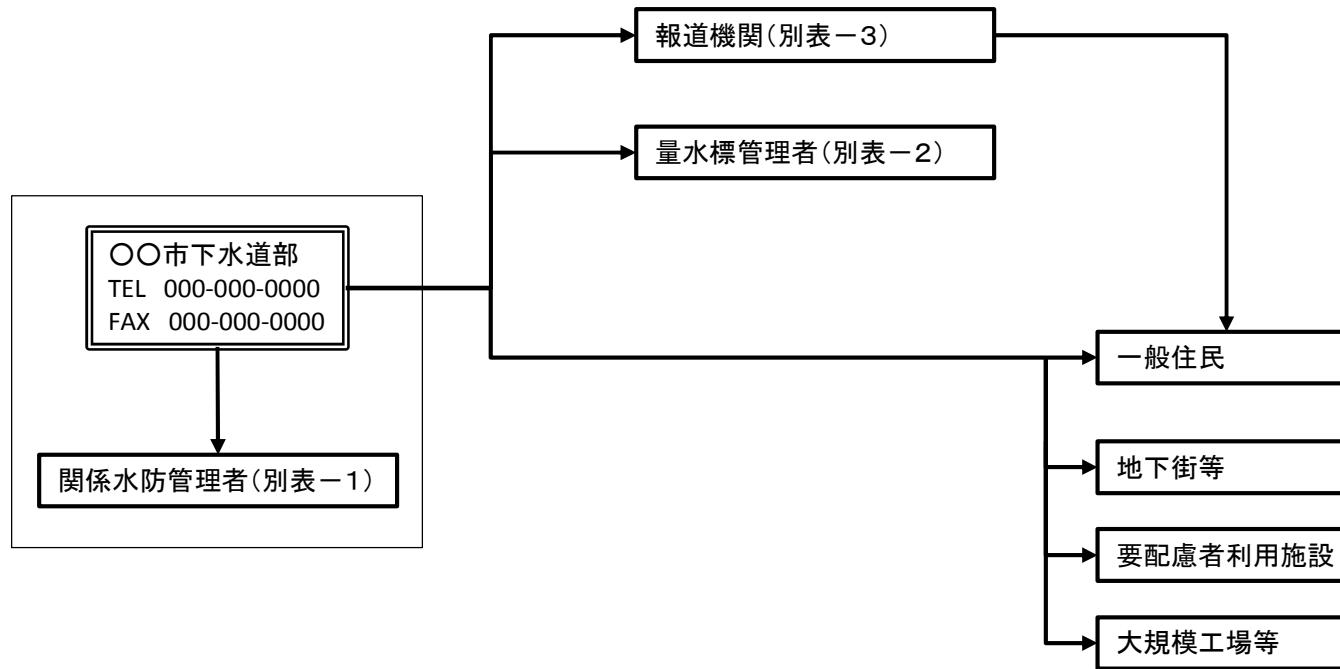 報道機関(別表－３)
量水標管理者(別表－２)
〇〇市下水道部
TEL 000-000-0000
FAX 000-000-0000
関係水防管理者(別表－１)
一般住民
地下街等
要配慮者利用施設
大規模工場等